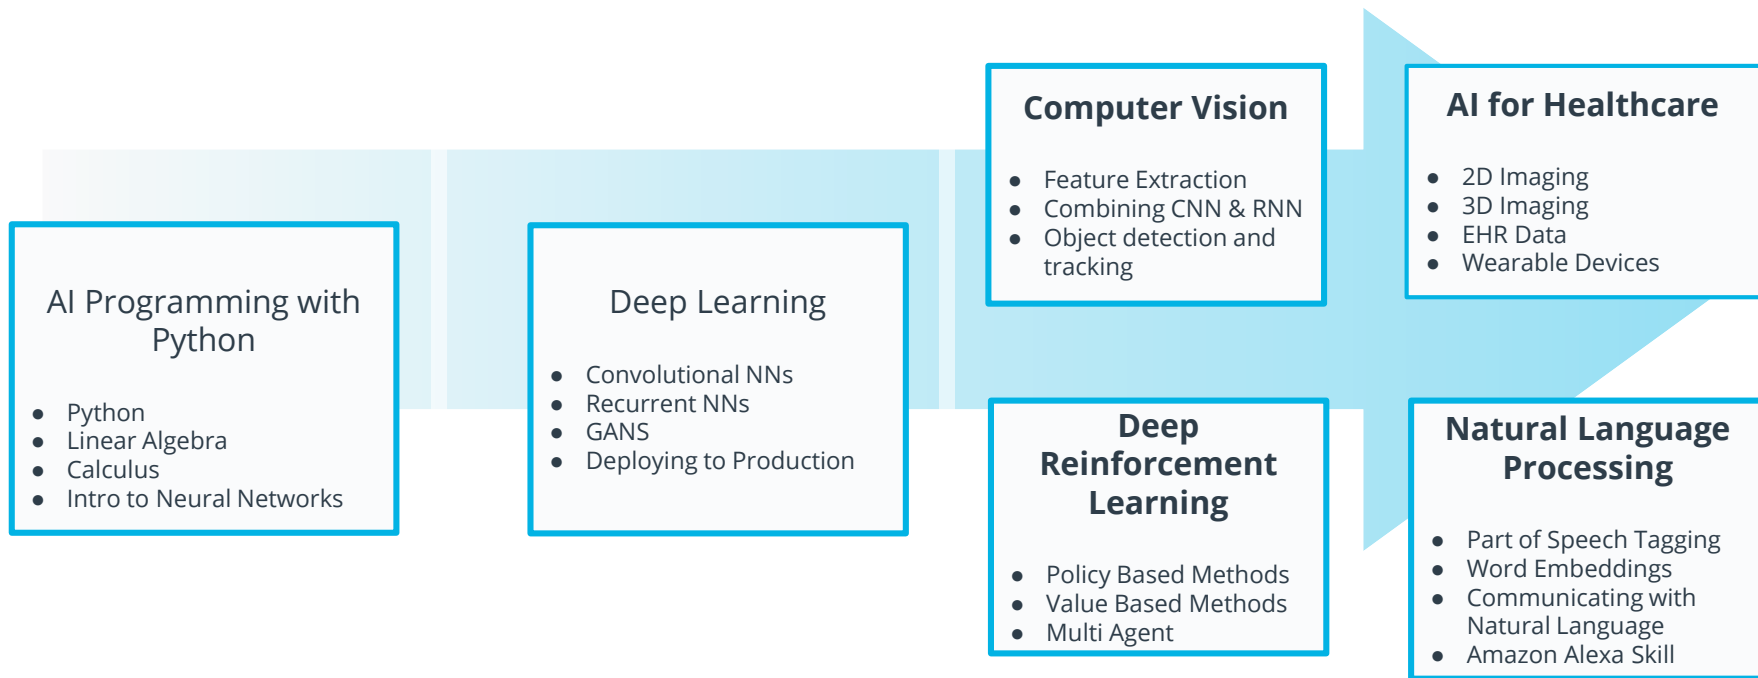 AI Programming with
Python
● Python
● Linear Algebra
● Calculus
● Intro to Neural Networks
Deep Learning
● Convolutional NNs
● Recurrent NNs
● GANS
● Deploying to Production
Computer Vision
● Feature Extraction
● Combining CNN & RNN
● Object detection and
tracking
Deep
Reinforcement
Learning
● Policy Based Methods
● Value Based Methods
● Multi Agent
AI for Healthcare
● 2D Imaging
● 3D Imaging
● EHR Data
● Wearable Devices
Natural Language
Processing
● Part of Speech Tagging
● Word Embeddings
● Communicating with
Natural Language
● Amazon Alexa Skill